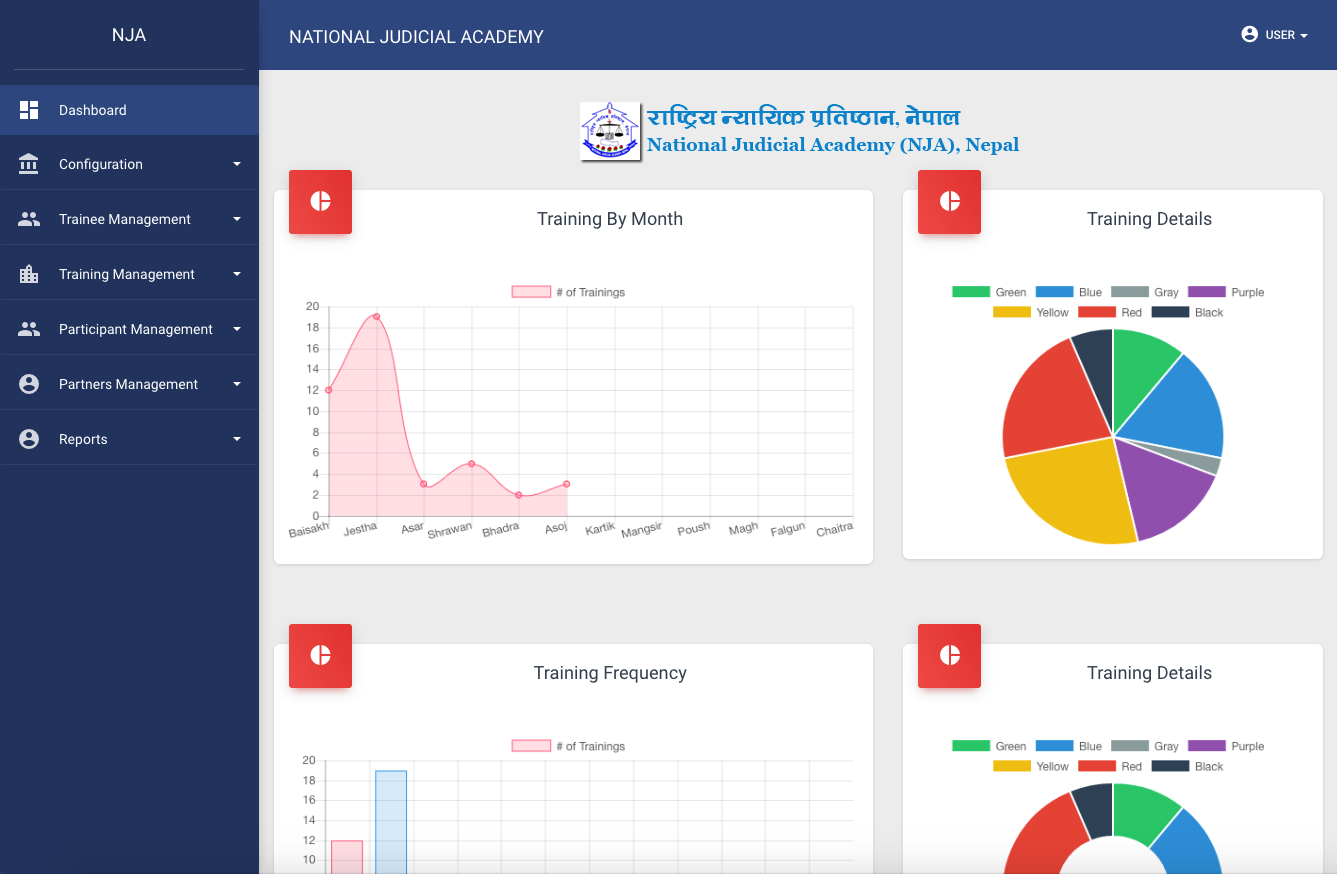 NJA
NATIONAL JUDICIAL ACADEMY
USER
Dashboard
Configuration
Trainee Management
Training Management
Participant Management
Partners Management
Reports
राष्ट्रिय न्यायिक प्रतिष्ठान, नेपाल
National Judicial Academy (NJA), Nepal
Training By Month
# of Trainings
20
18
16
14
12
10
8
6
4
2
0
Baisakh Jestha Asar Shrawan Bhadra Asoj Kartik Mangsir Poush Magh Falgun Chaitra
Training Details
Green Blue Gray Purple
Yellow Red Black
Training Frequency
# of Trainings
20
18
16
14
12
10
Training Details
Green Blue Gray Purple
Yellow Red Black